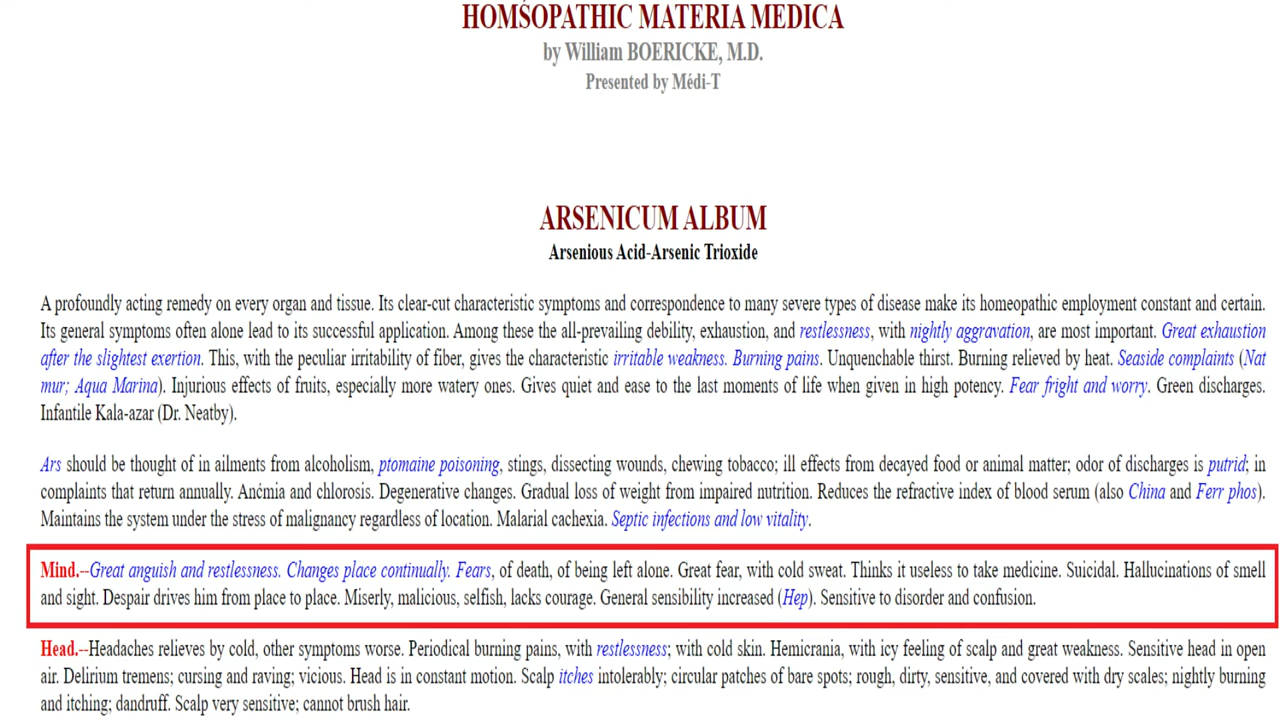 HOMŚOPATHIC MATERIA MEDICA
by William BOERICKE, M.D.
Presented by Médi-T
ARSENICUM ALBUM
Arsenious Acid-Arsenic Trioxide
A profoundly acting remedy on every organ and tissue. Its clear-cut characteristic symptoms and correspondence to many severe types of disease make its homeopathic employment constant and certain.
Its general symptoms often alone lead to its successful application. Among these the all-prevailing debility, exhaustion, and restlessness, with nightly aggravation, are most important. Great exhaustion
after the slightest exertion. This, with the peculiar irritability of fiber, gives the characteristic irritable weakness. Burning pains. Unquenchable thirst. Burning relieved by heat. Seaside complaints (Nat
mur; Aqua Marina). Injurious effects of fruits, especially more watery ones. Gives quiet and ease to the last moments of life when given in high potency. Fear fright and worry. Green discharges.
Infantile Kala-azar (Dr. Neatby).
Ars should be thought of in ailments from alcoholism, ptomaine poisoning, stings, dissecting wounds, chewing tobacco; ill effects from decayed food or animal matter; odor of discharges is putrid; in
complaints that return annually. Anćmia and chlorosis. Degenerative changes. Gradual loss of weight from impaired nutrition. Reduces the refractive index of blood serum (also China and Ferr phos).
Maintains the system under the stress of malignancy regardless of location. Malarial cachexia. Septic infections and low vitality.
Mind.--Great anguish and restlessness. Changes place continually. Fears, of death, of being left alone. Great fear, with cold sweat. Thinks it useless to take medicine. Suicidal. Hallucinations of smell
and sight. Despair drives him from place to place. Miserly, malicious, selfish, lacks courage. General sensibility increased (Hep). Sensitive to disorder and confusion.
Head.--Headaches relieves by cold, other symptoms worse. Periodical burning pains, with restlessness; with cold skin. Hemicrania, with icy feeling of scalp and great weakness. Sensitive head in open
air. Delirium tremens; cursing and raving; vicious. Head is in constant motion. Scalp itches intolerably; circular patches of bare spots; rough, dirty, sensitive, and covered with dry scales; nightly burning
and itching; dandruff. Scalp very sensitive; cannot brush hair.